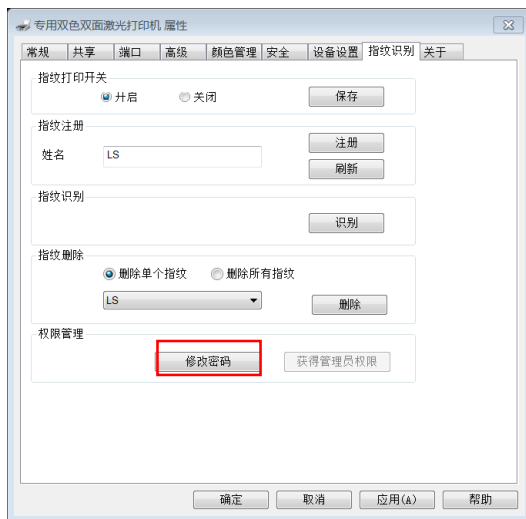 专用双色双面激光打印机 属性
常规 共享 端口 高级 颜色管理 安全 设备设置 指纹识别 关于
指纹打印开关
开启 关闭 保存
指纹注册
注册
姓名 LS
刷新
指纹识别
识别
指纹删除
删除单个指纹 删除所有指纹
LS 删除
权限管理
修改密码 获得管理员权限
确定 取消 应用(A) 帮助